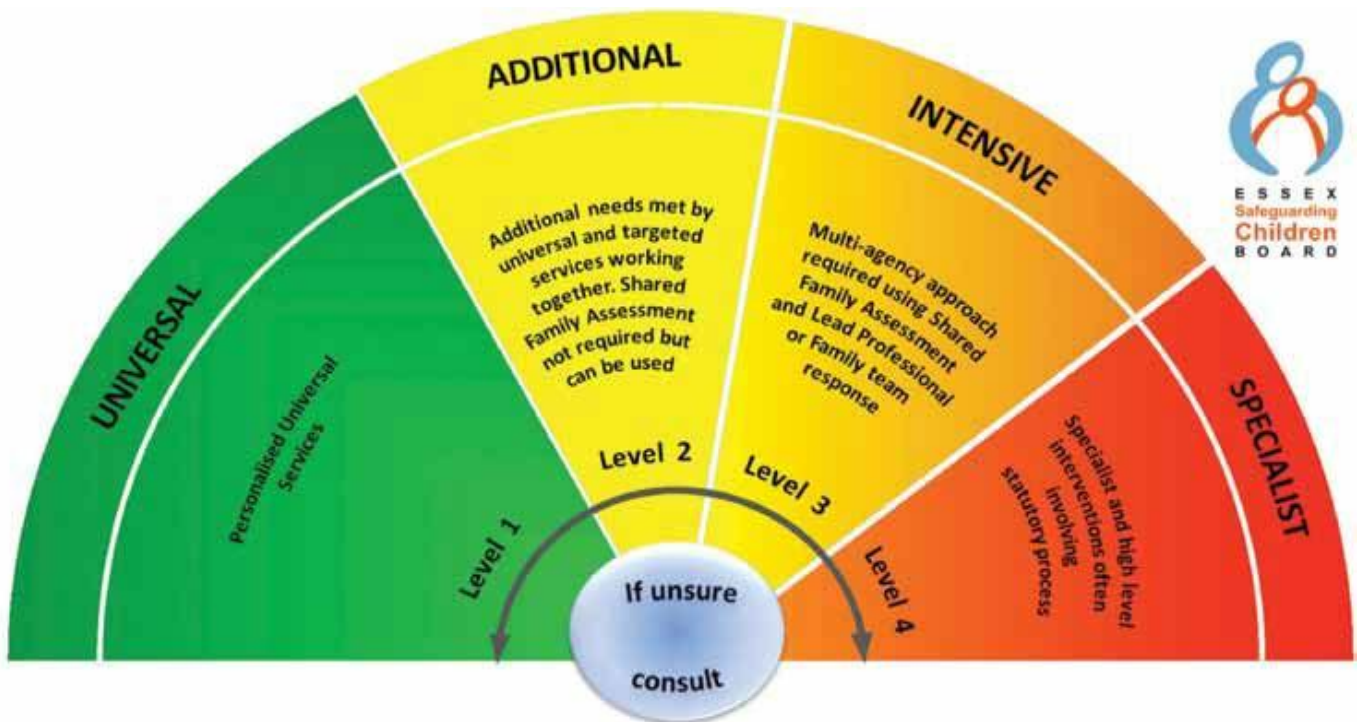 UNIVERSAL
Personalised Universal
Services
Level 1
ADDITIONAL
Additional needs met by
universal and targeted
services working
together. Shared
Family Assessment
not required but
can be used
Level 2
INTENSIVE
Multi-agency approach
required using Shared
Family Assessment
and Lead Professional
or Family team
response
Level 3
SPECIALIST
Specialist and high level
interventions often
involving
statutory process
Level 4
If unsure
consult
ESSEX
Safeguarding
Children
BOARD